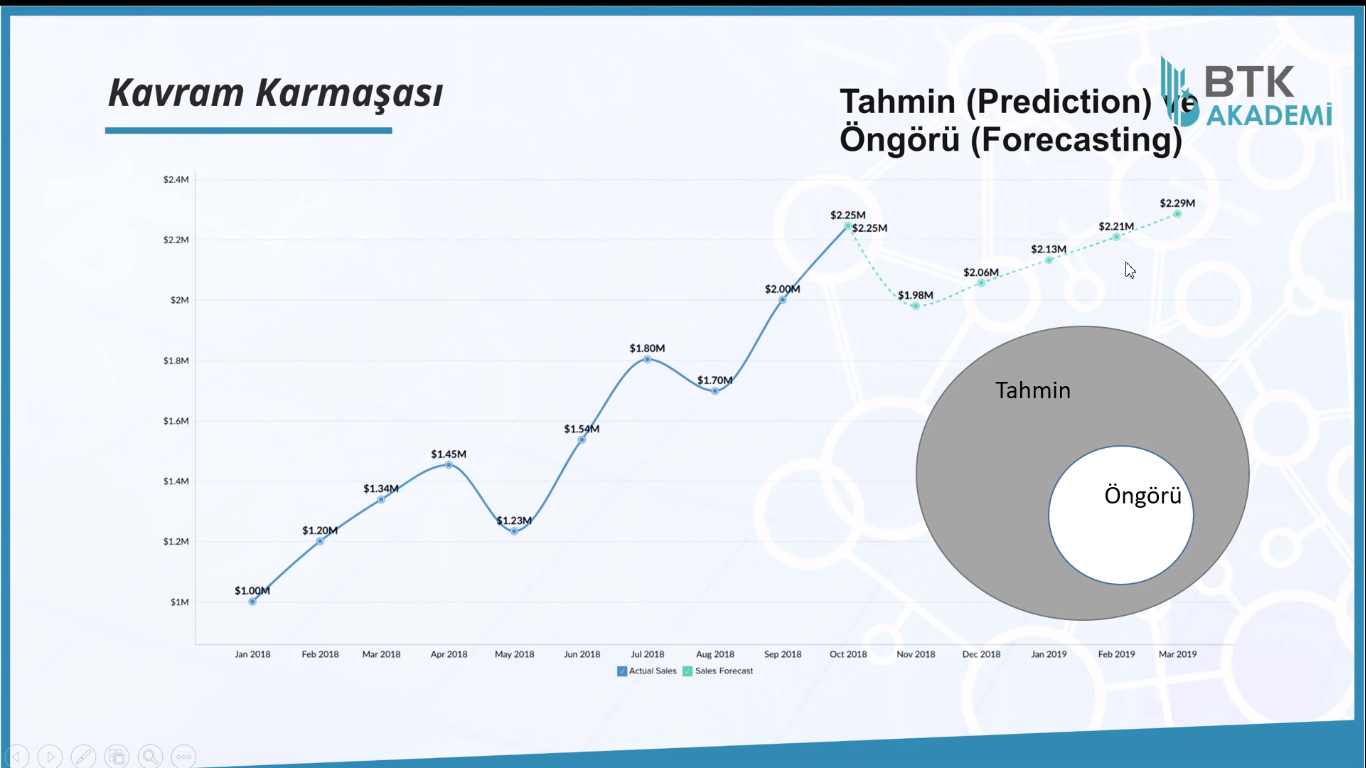 Kavram Karmaşası
Tahmin (Prediction) ve
Öngörü (Forecasting)
BTK
AKADEMİ
$2.4M
$2.2M
$2M
$1.8M
$1.6M
$1.4M
$1.2M
$1M
$1.00M
$1.20M
$1.34M
$1.45M
$1.23M
$1.54M
$1.80M
$1.70M
$2.00M
$2.25M
$2.25M
$1.98M
$2.06M
$2.13M
$2.21M
$2.29M
Tahmin
Öngörü
Jan 2018 Feb 2018 Mar 2018 Apr 2018 May 2018 Jun 2018 Jul 2018 Aug 2018 Sep 2018 Oct 2018 Nov 2018 Dec 2018 Jan 2019 Feb 2019 Mar 2019
Actual Sales Sales Forecast